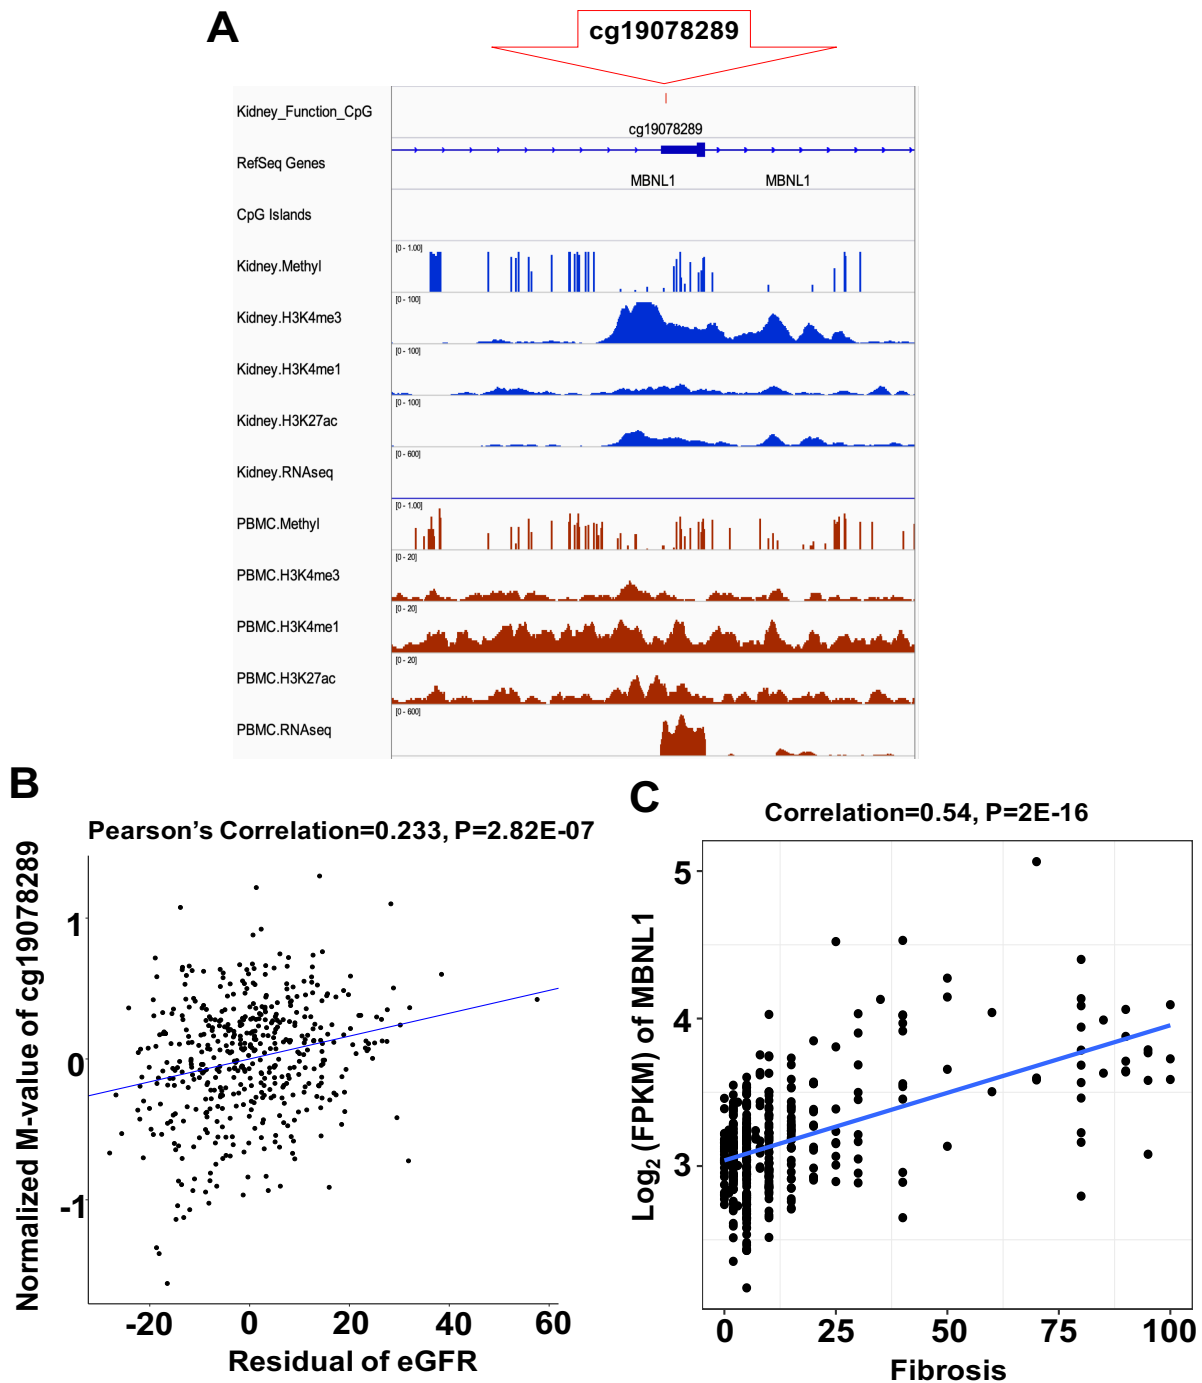 A
cg19078289
Kidney_Function_CpG
cg19078289
RefSeq Genes
MBNL1 MBNL1
CpG Islands
[0 - 1.00]
Kidney.Methyl
[0 - 100]
Kidney.H3K4me3
[0 - 100]
Kidney.H3K4me1
[0 - 100]
Kidney.H3K27ac
[0 - 600]
Kidney.RNAseq
[0 - 1.00]
PBMC.Methyl
[0 - 20]
PBMC.H3K4me3
[0 - 20]
PBMC.H3K4me1
[0 - 20]
PBMC.H3K27ac
[0 - 600]
PBMC.RNAseq
B
Pearson's Correlation=0.233, P=2.82E-07
Normalized M-value of cg19078289
1
0
-1
-20 0 20 40 60
Residual of eGFR
C
Correlation=0.54, P=2E-16
Log2 (FPKM) of MBNL1
5
4
3
0 25 50 75 100
Fibrosis